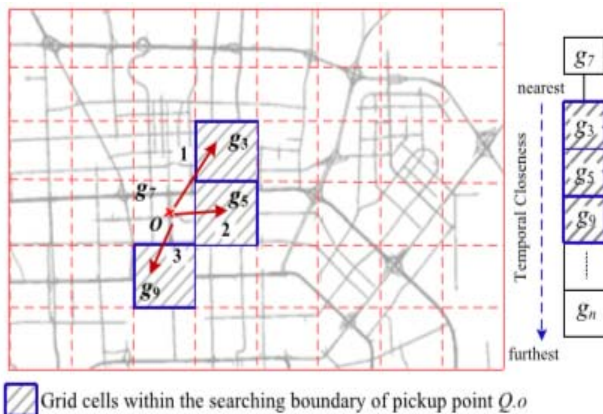 g3
1
g7
g5
O
2
3
g9
g7
nearest
g3
g5
g9
Temporal Closeness
gn
furthest
Grid cells within the searching boundary of pickup point Q.o